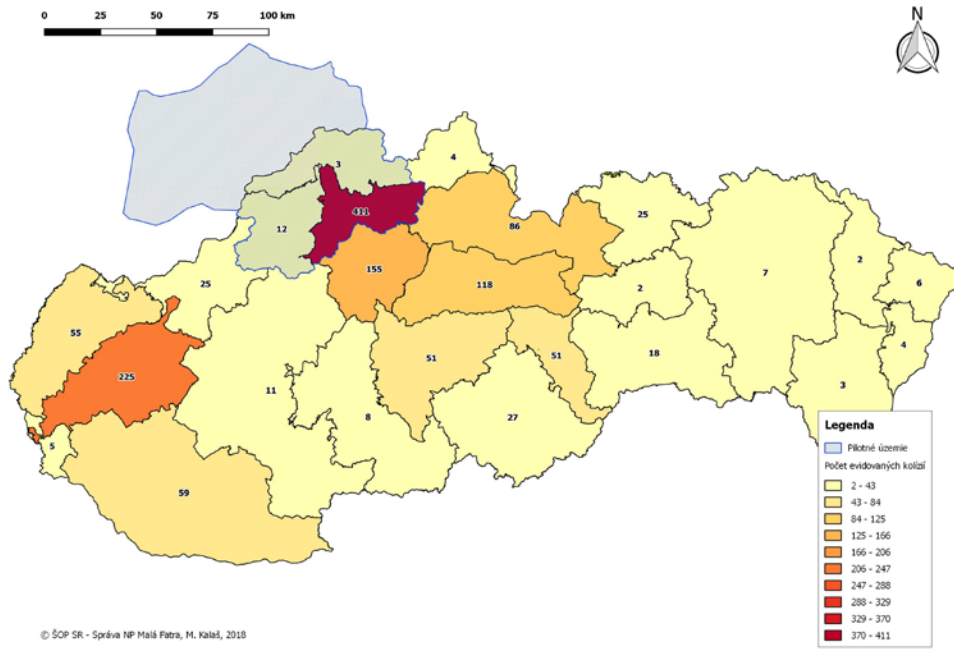 0 25 50 75 100 km
N
3
4
411
12
86
25
155
7
2
6
25
118
2
55
4
51
51
18
225
3
11
8
27
5
59
Legenda
Pilotné územie
Počet evidovaných kolízií
2 - 43
43 - 84
84 - 125
125 - 166
166 - 206
206 - 247
247 - 288
288 - 329
329 - 370
370 - 411
© ŠOP SR - Správa NP Malá Fatra, M. Kalaš, 2018